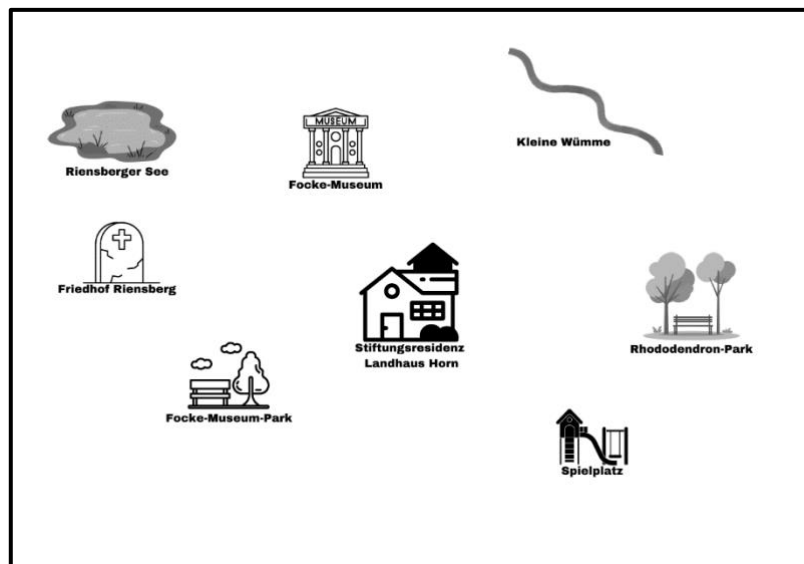 Kleine Wümme
MUSEUM
Riensberger See
Focke-Museum
Friedhof Riensberg
Stiftungsresidenz
Landhaus Horn
Rhododendron-Park
Focke-Museum-Park
Spielplatz